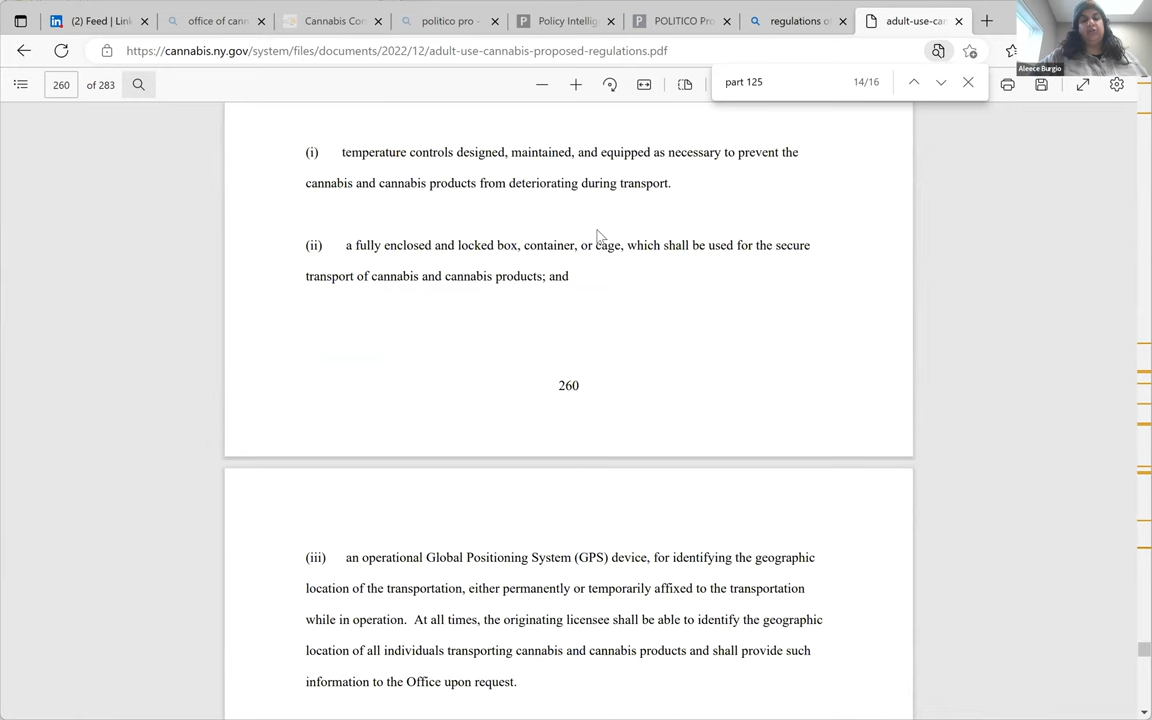 (2) Feed | Link
office of cann
Cannabis Con
politico pro -
Policy Intellig
POLITICO Pro
regulations of
adult-use-can
https://cannabis.ny.gov/system/files/documents/2022/12/adult-use-cannabis-proposed-regulations.pdf
Aleece Burgio
260 of 283
part 125 14/16
(i) temperature controls designed, maintained, and equipped as necessary to prevent the
cannabis and cannabis products from deteriorating during transport.
(ii) a fully enclosed and locked box, container, or cage, which shall be used for the secure
transport of cannabis and cannabis products; and
260
(iii) an operational Global Positioning System (GPS) device, for identifying the geographic
location of the transportation, either permanently or temporarily affixed to the transportation
while in operation. At all times, the originating licensee shall be able to identify the geographic
location of all individuals transporting cannabis and cannabis products and shall provide such
information to the Office upon request.